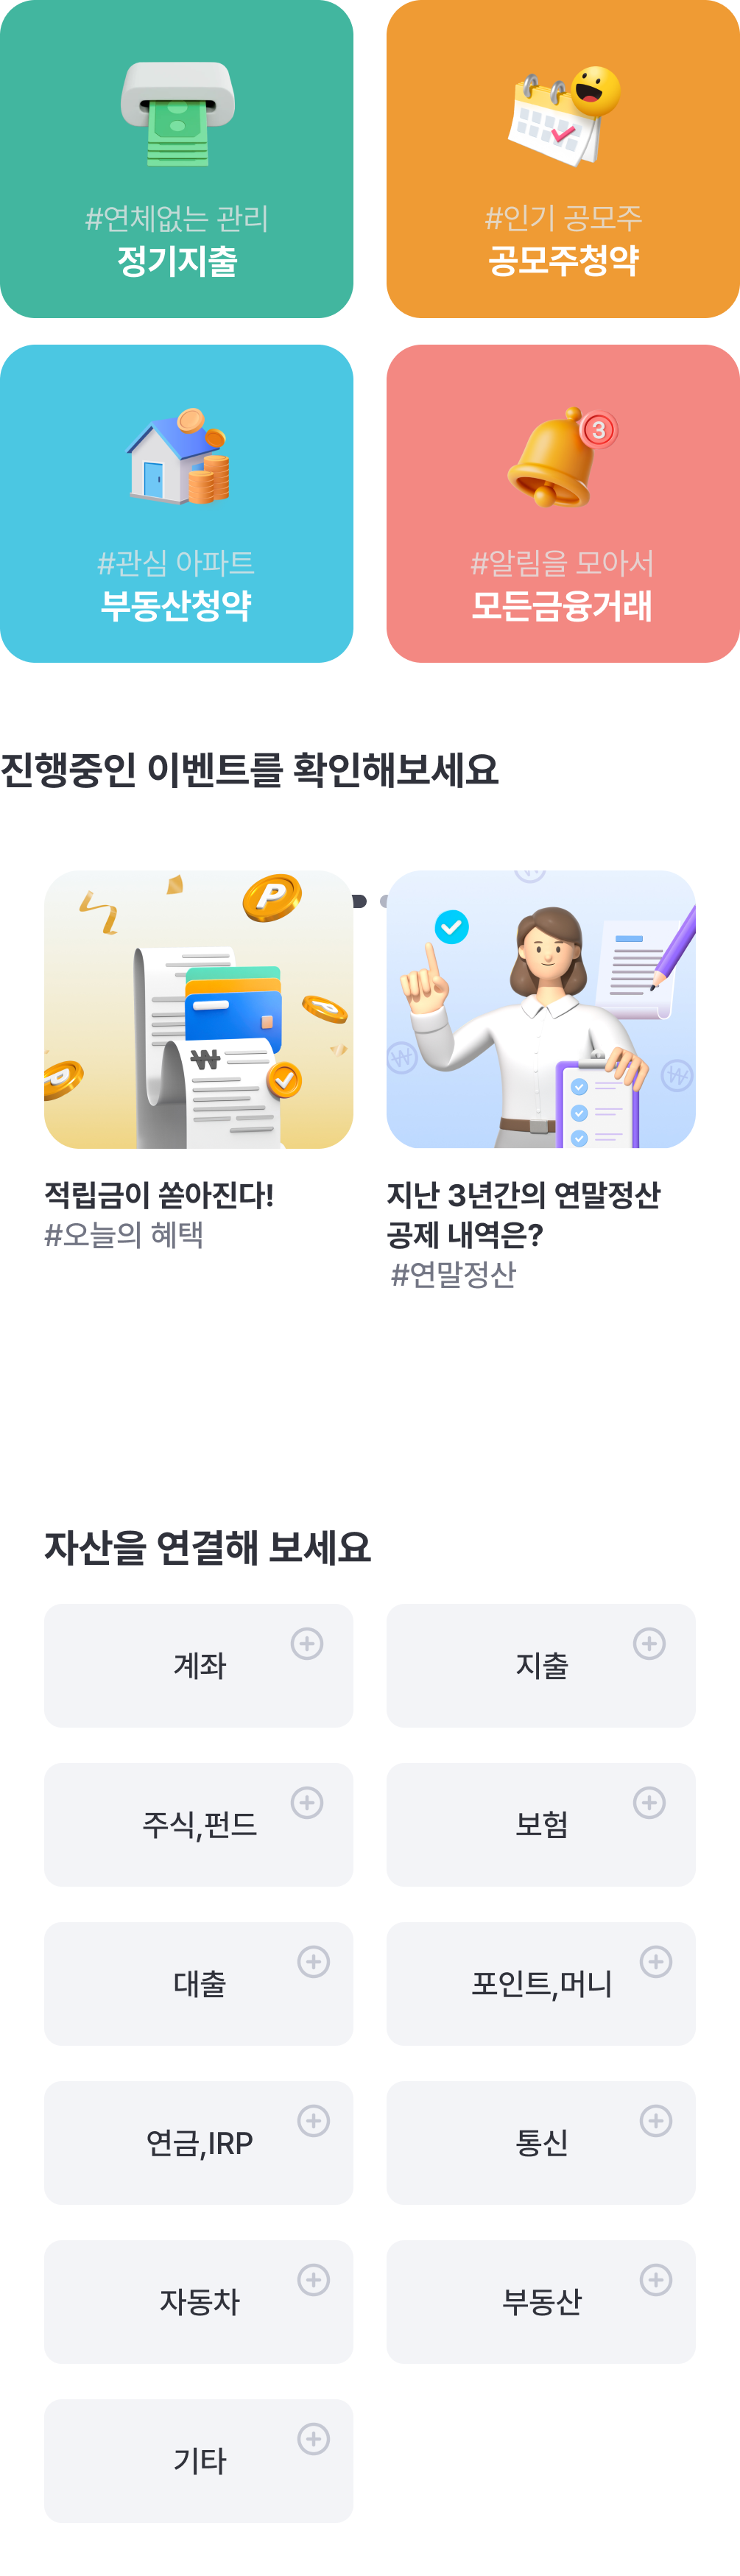 #연체없는 관리
정기지출
#인기 공모주
공모주청약
3
#관심 아파트
부동산청약
#알림을 모아서
모든금융거래
진행중인 이벤트를 확인해보세요
P
P
P
₩
₩
₩
₩
적립금이 쏟아진다!
#오늘의 혜택
지난 3년간의 연말정산
공제 내역은?
#연말정산
자산을 연결해 보세요
계좌
지출
주식,펀드
보험
대출
포인트,머니
연금,IRP
통신
자동차
부동산
기타